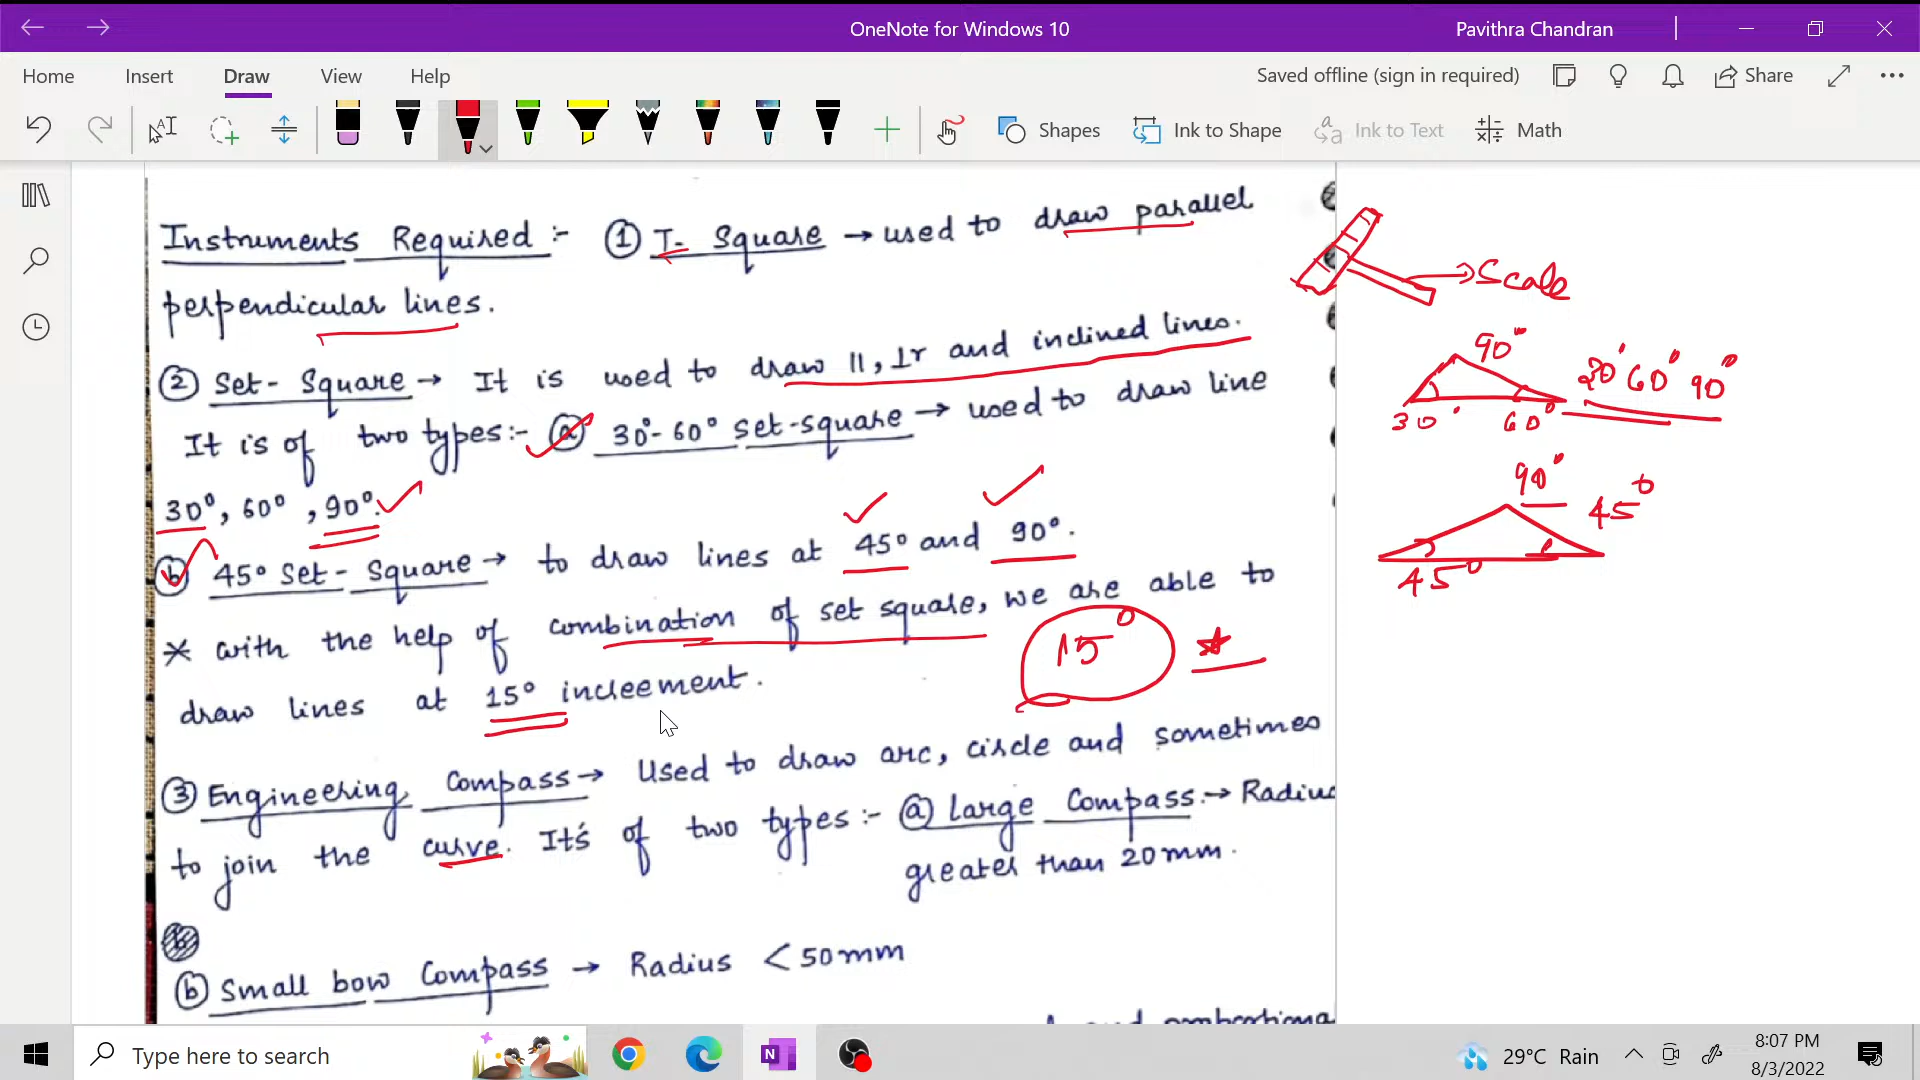 OneNote for Windows 10
Pavithra Chandran
Home Insert Draw View Help
Saved offline (sign in required) Share
Shapes Ink to Shape Ink to Text Math
Instruments Required :- ① T- Square → used to draw parallel
perpendicular lines.
② Set-Square → It is used to draw ||, ⊥r and inclined lines.
It is of two types:- ⓐ 30°-60° Set-square → used to draw line
30°, 60°, 90°.
ⓑ 45° Set-Square → to draw lines at 45° and 90°.
* with the help of combination of set square, we are able to
draw lines at 15° increement.
15° ★
③ Engineering Compass → Used to draw arc, circle and sometimes
to join the curve. It's of two types :- ⓐ Large Compass. → Radius
greater than 20mm.
b
ⓑ Small bow Compass → Radius < 50mm
→ Scale
90°
30° 60°
30° 60° 90°
90°
45°
45°
Type here to search
29°C Rain
8:07 PM
8/3/2022